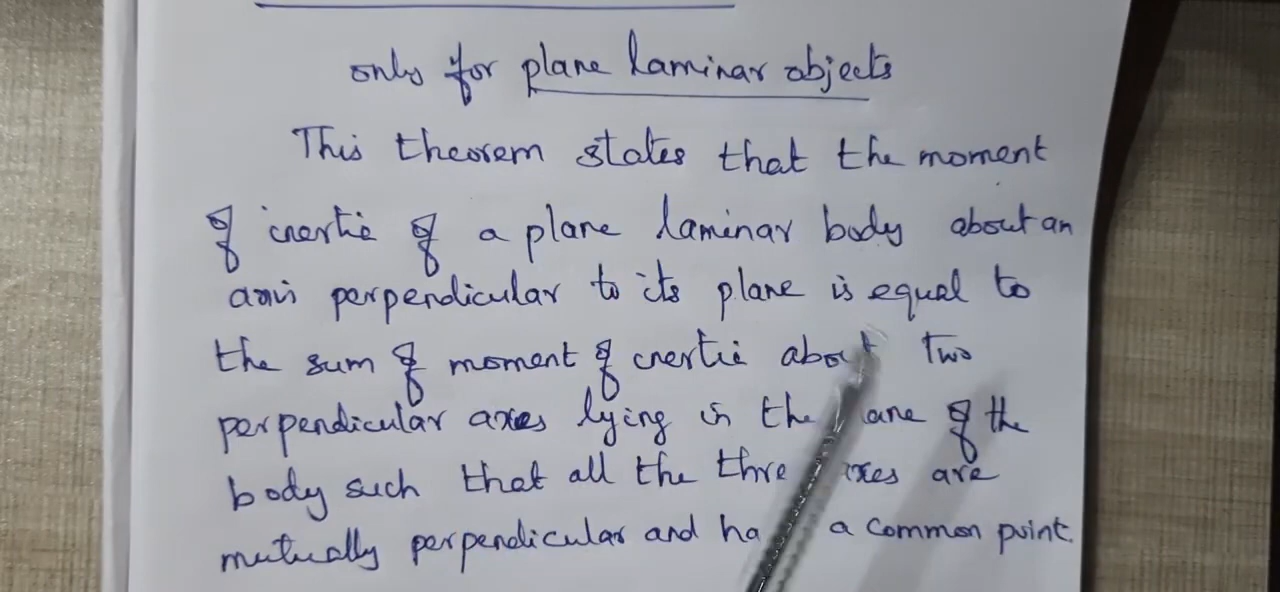 only for plane laminar objects
This theorem states that the moment
of inertia of a plane laminar body about an
axis perpendicular to its plane is equal to
the sum of moment of inertia about two
perpendicular axes lying in the plane of the
body such that all the three axes are
mutually perpendicular and ha a common point.